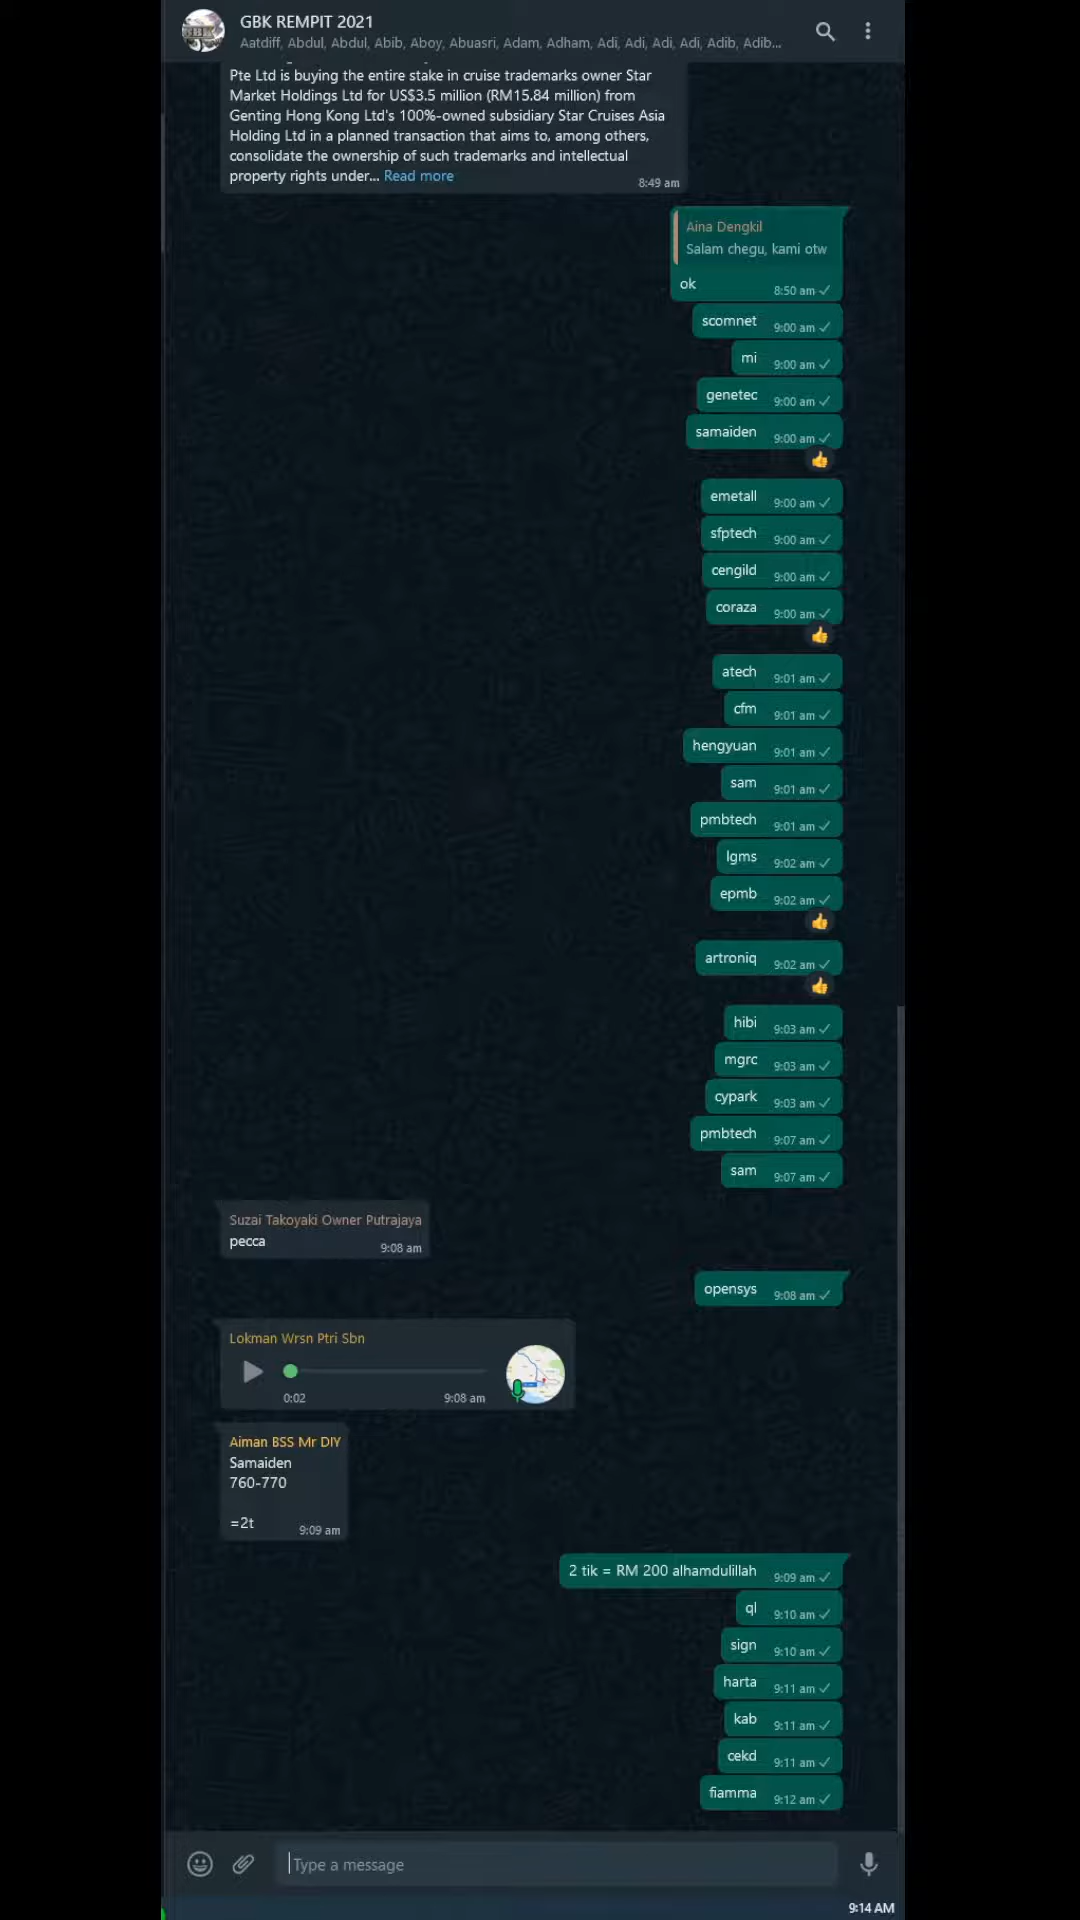 GBK REMPIT 2021
Aatdiff, Abdul, Abdul, Abib, Aboy, Abuasri, Adam, Adham, Adi, Adi, Adi, Adi, Adib, Adib...
Pte Ltd is buying the entire stake in cruise trademarks owner Star
Market Holdings Ltd for US$3.5 million (RM15.84 million) from
Genting Hong Kong Ltd's 100%-owned subsidiary Star Cruises Asia
Holding Ltd in a planned transaction that aims to, among others,
consolidate the ownership of such trademarks and intellectual
property rights under... Read more
8:49 am
Aina Dengkil
Salam chegu, kami otw
ok 8:50 am
scomnet 9:00 am
mi 9:00 am
genetec 9:00 am
samaiden 9:00 am
👍
emetall 9:00 am
sfptech 9:00 am
cengild 9:00 am
coraza 9:00 am
👍
atech 9:01 am
cfm 9:01 am
hengyuan 9:01 am
sam 9:01 am
pmbtech 9:01 am
lgms 9:02 am
epmb 9:02 am
👍
artroniq 9:02 am
👍
hibi 9:03 am
mgrc 9:03 am
cypark 9:03 am
pmbtech 9:07 am
sam 9:07 am
Suzai Takoyaki Owner Putrajaya
pecca 9:08 am
opensys 9:08 am
Lokman Wrsn Ptri Sbn
0:02 9:08 am
Aiman BSS Mr DIY
Samaiden
760-770
=2t 9:09 am
2 tik = RM 200 alhamdulillah 9:09 am
ql 9:10 am
sign 9:10 am
harta 9:11 am
kab 9:11 am
cekd 9:11 am
fiamma 9:12 am
Type a message
9:14 AM